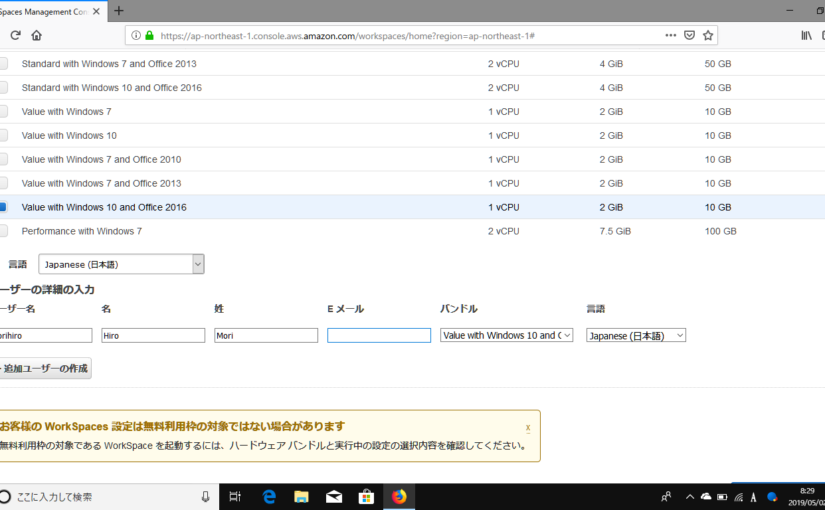 Spaces Management Con
https://ap-northeast-1.console.aws.amazon.com/workspaces/home?region=ap-northeast-1#
Standard with Windows 7 and Office 2013 2 vCPU 4 GiB 50 GB
Standard with Windows 10 and Office 2016 2 vCPU 4 GiB 50 GB
Value with Windows 7 1 vCPU 2 GiB 10 GB
Value with Windows 10 1 vCPU 2 GiB 10 GB
Value with Windows 7 and Office 2010 1 vCPU 2 GiB 10 GB
Value with Windows 7 and Office 2013 1 vCPU 2 GiB 10 GB
Value with Windows 10 and Office 2016 1 vCPU 2 GiB 10 GB
Performance with Windows 7 2 vCPU 7.5 GiB 100 GB
言語 Japanese (日本語)
ーザーの詳細の入力
ーザー名 名 姓 E メール バンドル 言語
orihiro Hiro Mori Value with Windows 10 and O Japanese (日本語)
追加ユーザーの作成
お客様の WorkSpaces 設定は無料利用枠の対象ではない場合があります x
無料利用枠の対象である WorkSpace を起動するには、ハードウェア バンドルと実行中の設定の選択内容を確認してください。
ここに入力して検索 A 8:29
2019/05/02